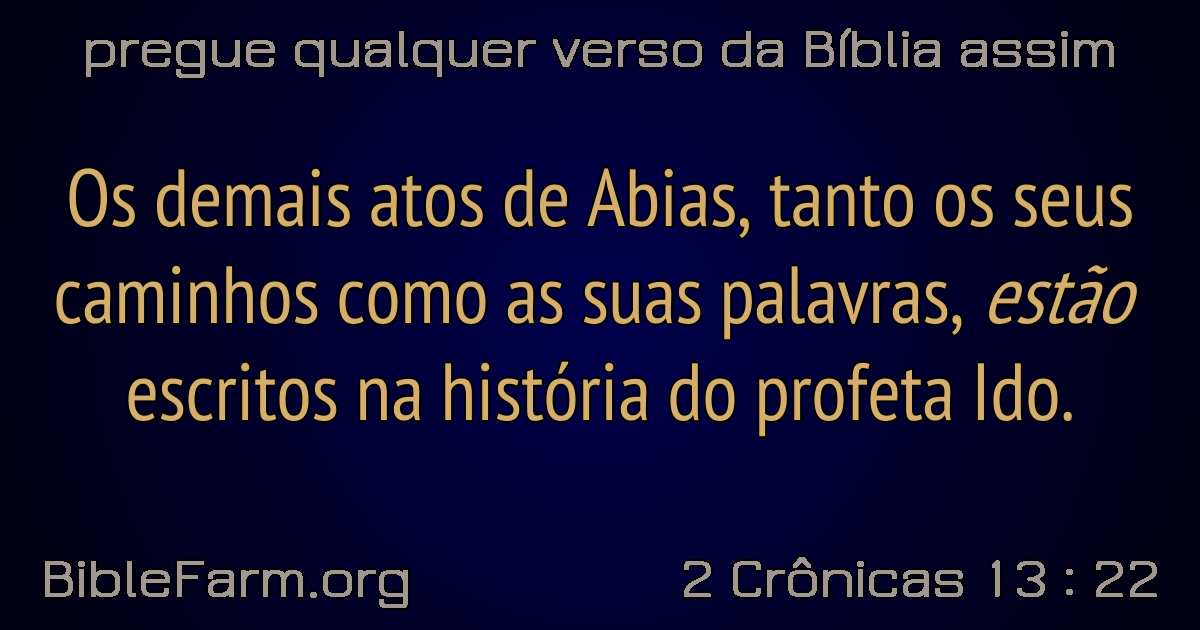 pregue qualquer verso da Bíblia assim
Os demais atos de Abias, tanto os seus
caminhos como as suas palavras, estão
escritos na história do profeta Ido.
BibleFarm.org
2 Crônicas 13 : 22